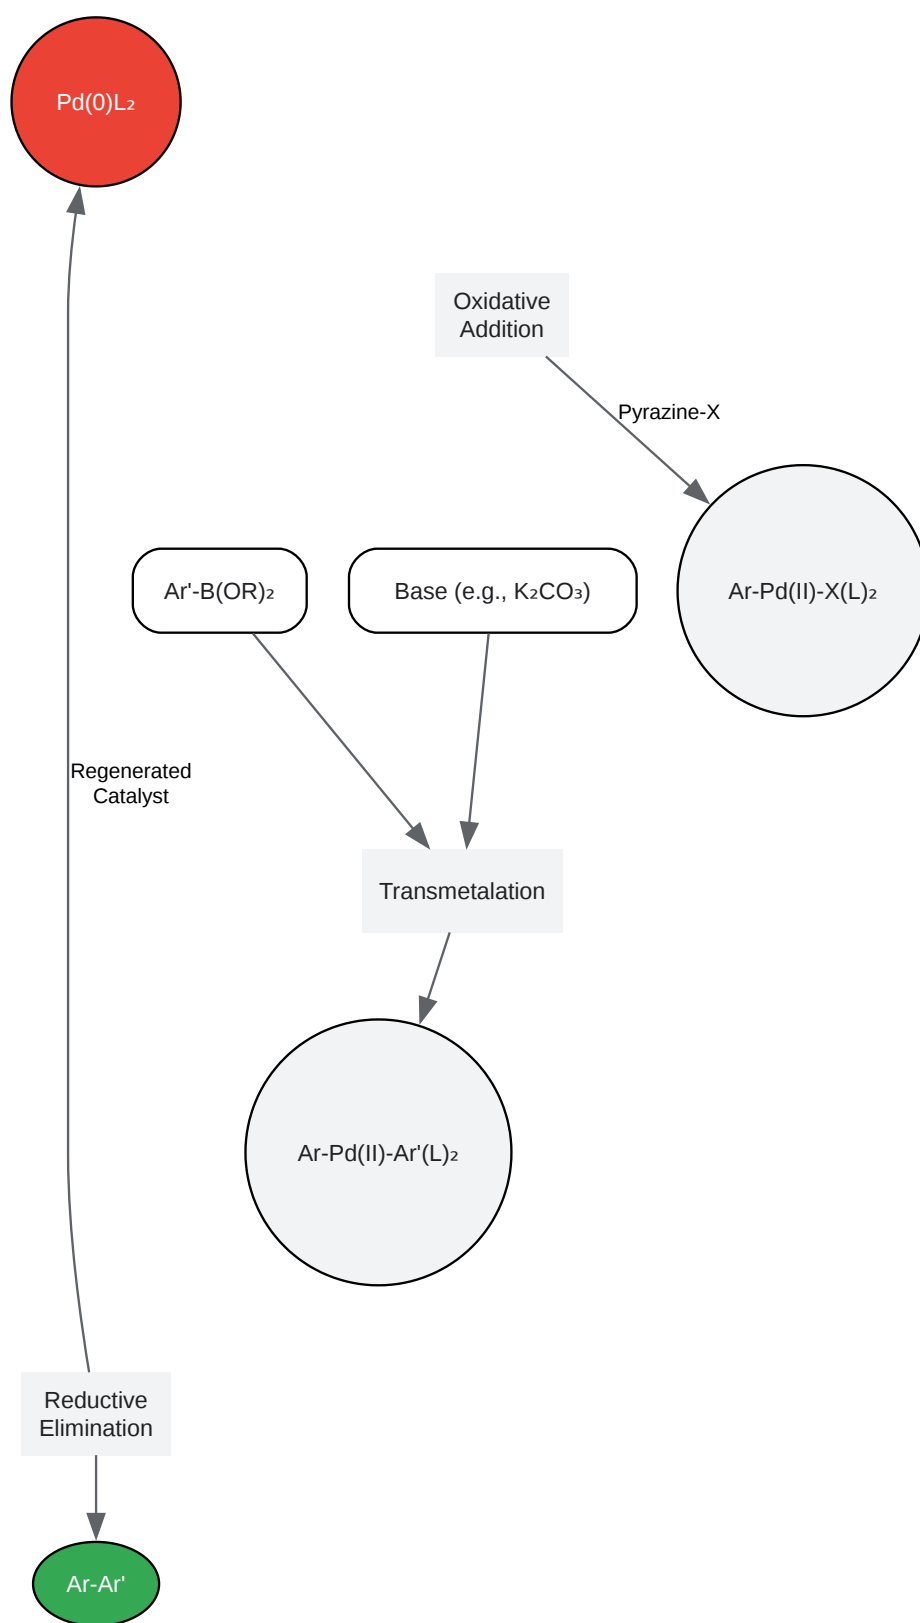 Pd(0)L₂
Oxidative
Addition
Pyrazine-X
Ar'-B(OR)₂
Base (e.g., K₂CO₃)
Ar-Pd(II)-X(L)₂
Regenerated
Catalyst
Transmetalation
Ar-Pd(II)-Ar'(L)₂
Reductive
Elimination
Ar-Ar'